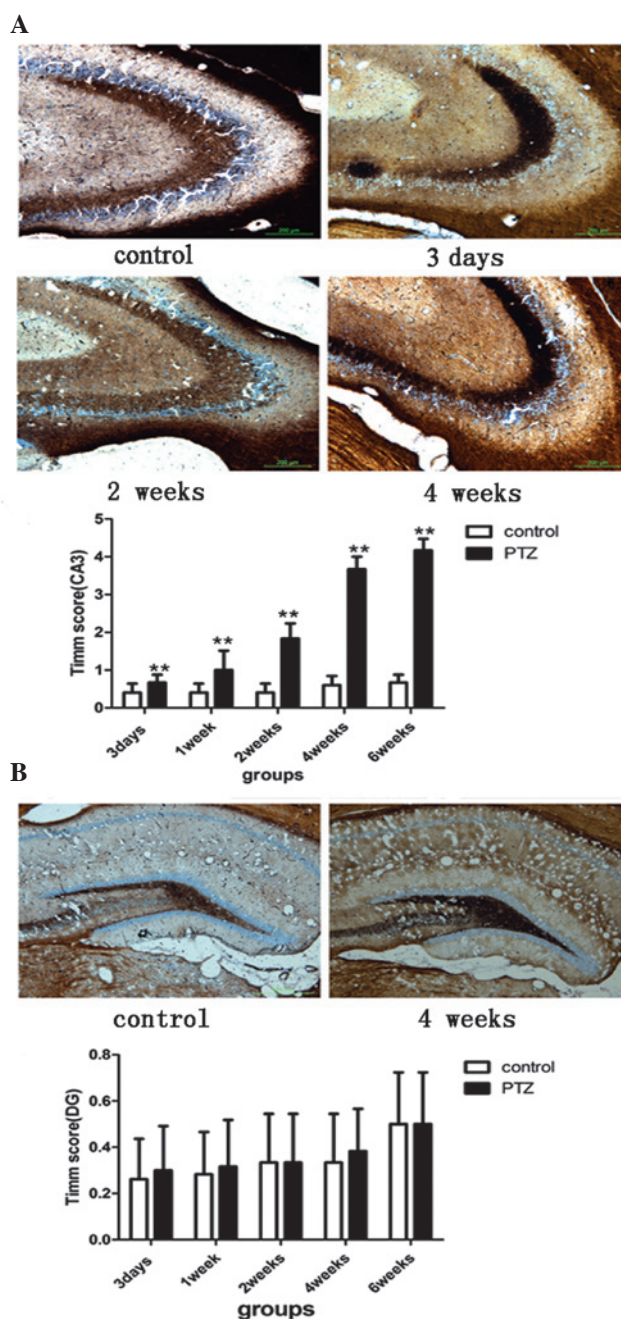 A
control
3 days
2 weeks
4 weeks
5
4
3
2
1
0
Timm score(CA3)
control
PTZ
**
**
**
**
**
3days
1week
2weeks
4weeks
6weeks
groups
B
control
4 weeks
0.8
0.6
0.4
0.2
0.0
Timm score(DG)
control
PTZ
3days
1week
2weeks
4weeks
6weeks
groups